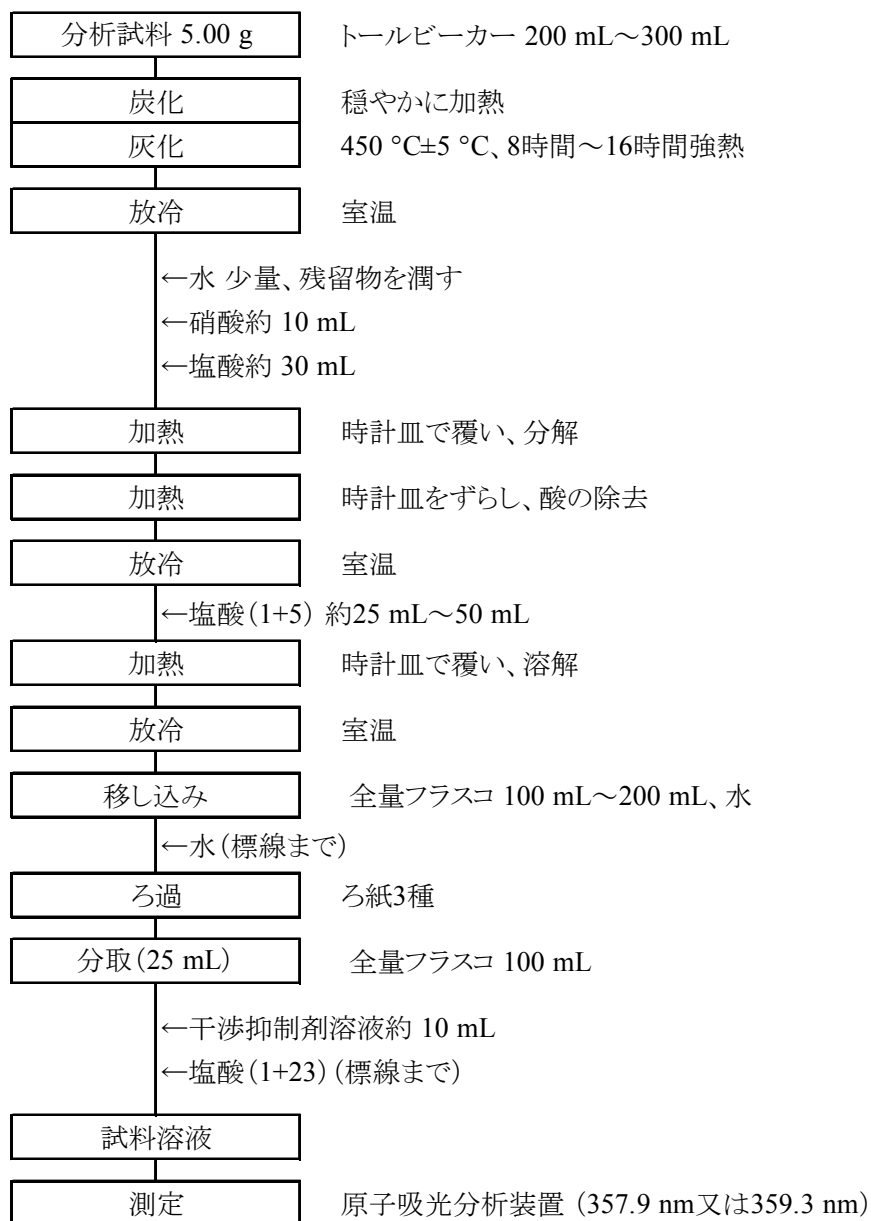 分析試料 5.00 g トールビーカー 200 mL～300 mL
炭化 穏やかに加熱
灰化 450 °C±5 °C、8時間～16時間強熱
放冷 室温
←水 少量、残留物を潤す
←硝酸約 10 mL
←塩酸約 30 mL
加熱 時計皿で覆い、分解
加熱 時計皿をずらし、酸の除去
放冷 室温
←塩酸（1+5） 約25 mL～50 mL
加熱 時計皿で覆い、溶解
放冷 室温
移し込み 全量フラスコ 100 mL～200 mL、水
←水（標線まで）
ろ過 ろ紙3種
分取（25 mL） 全量フラスコ 100 mL
←干渉抑制剤溶液約 10 mL
←塩酸（1+23）（標線まで）
試料溶液
測定 原子吸光分析装置 （357.9 nm又は359.3 nm）